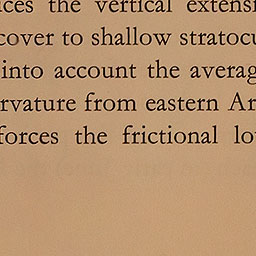 ces the vertical extensi
cover to shallow stratocu
into account the averag
rvature from eastern Ar
forces the frictional lo